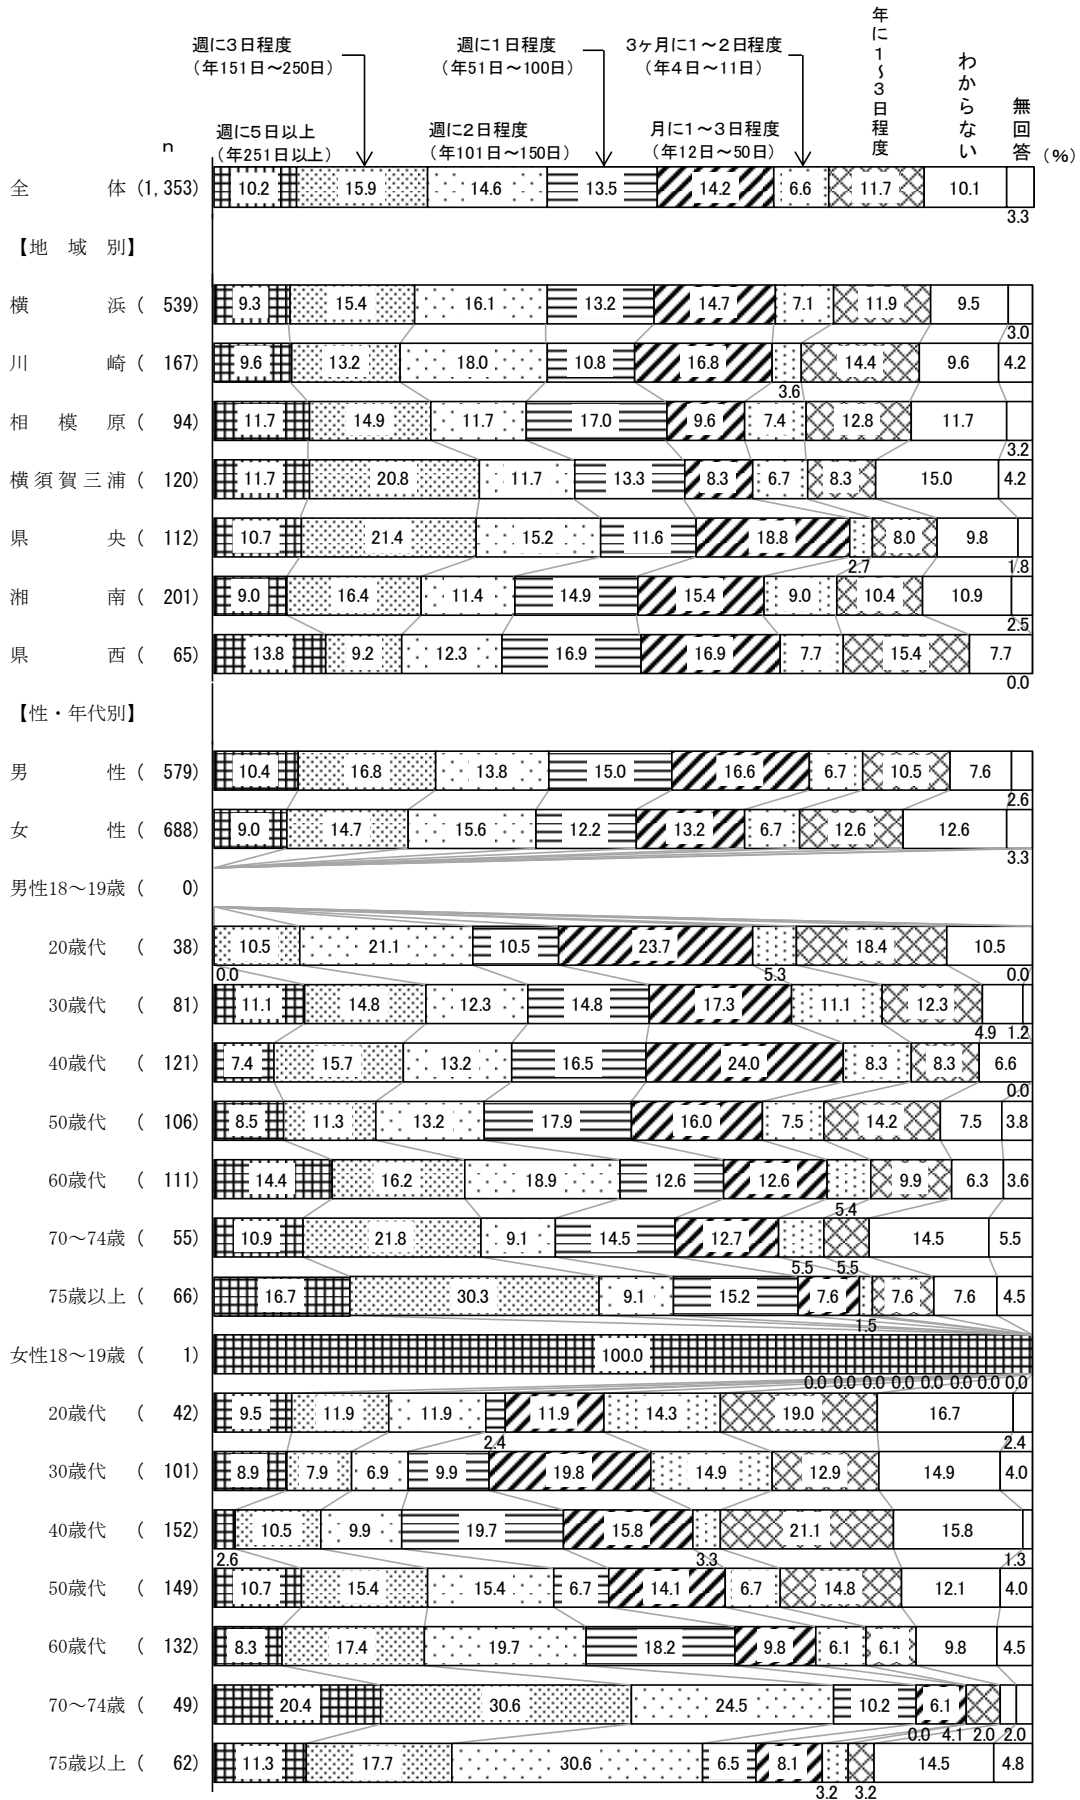 週に3日程度
（年151日～250日）
週に1日程度
（年51日～100日）
3ヶ月に1～2日程度
（年4日～11日）
年に1～3日程度
わからない
無回答
(%)
n
週に5日以上
（年251日以上）
週に2日程度
（年101日～150日）
月に1～3日程度
（年12日～50日）
全体 (1,353) 10.2 15.9 14.6 13.5 14.2 6.6 11.7 10.1 3.3
【地域別】
横浜 ( 539) 9.3 15.4 16.1 13.2 14.7 7.1 11.9 9.5 3.0
川崎 ( 167) 9.6 13.2 18.0 10.8 16.8 3.6 14.4 9.6 4.2
相模原 ( 94) 11.7 14.9 11.7 17.0 9.6 7.4 12.8 11.7 3.2
横須賀三浦 ( 120) 11.7 20.8 11.7 13.3 8.3 6.7 8.3 15.0 4.2
県央 ( 112) 10.7 21.4 15.2 11.6 18.8 2.7 8.0 9.8 1.8
湘南 ( 201) 9.0 16.4 11.4 14.9 15.4 9.0 10.4 10.9 2.5
県西 ( 65) 13.8 9.2 12.3 16.9 16.9 7.7 15.4 7.7 0.0
【性・年代別】
男性 ( 579) 10.4 16.8 13.8 15.0 16.6 6.7 10.5 7.6 2.6
女性 ( 688) 9.0 14.7 15.6 12.2 13.2 6.7 12.6 12.6 3.3
男性18～19歳 ( 0)
20歳代 ( 38) 0.0 10.5 21.1 10.5 23.7 5.3 18.4 10.5 0.0
30歳代 ( 81) 11.1 14.8 12.3 14.8 17.3 11.1 12.3 4.9 1.2
40歳代 ( 121) 7.4 15.7 13.2 16.5 24.0 8.3 8.3 6.6 0.0
50歳代 ( 106) 8.5 11.3 13.2 17.9 16.0 7.5 14.2 7.5 3.8
60歳代 ( 111) 14.4 16.2 18.9 12.6 12.6 5.4 9.9 6.3 3.6
70～74歳 ( 55) 10.9 21.8 9.1 14.5 12.7 5.5 5.5 14.5 5.5
75歳以上 ( 66) 16.7 30.3 9.1 15.2 7.6 1.5 7.6 7.6 4.5
女性18～19歳 ( 1) 100.0 0.0 0.0 0.0 0.0 0.0 0.0 0.0 0.0
20歳代 ( 42) 9.5 11.9 11.9 2.4 11.9 14.3 19.0 16.7 2.4
30歳代 ( 101) 8.9 7.9 6.9 9.9 19.8 14.9 12.9 14.9 4.0
40歳代 ( 152) 2.6 10.5 9.9 19.7 15.8 3.3 21.1 15.8 1.3
50歳代 ( 149) 10.7 15.4 15.4 6.7 14.1 6.7 14.8 12.1 4.0
60歳代 ( 132) 8.3 17.4 19.7 18.2 9.8 6.1 6.1 9.8 4.5
70～74歳 ( 49) 20.4 30.6 24.5 10.2 6.1 0.0 4.1 2.0 2.0
75歳以上 ( 62) 11.3 17.7 30.6 6.5 8.1 3.2 3.2 14.5 4.8